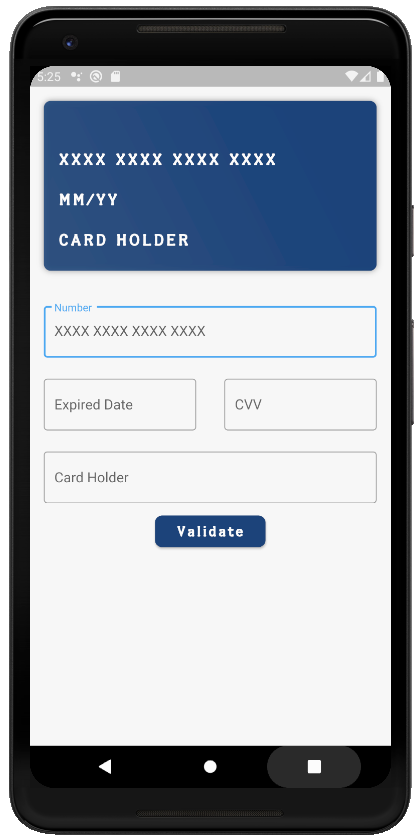 5:25
XXXX XXXX XXXX XXXX
MM/YY
CARD HOLDER
Number
XXXX XXXX XXXX XXXX
Expired Date CVV
Card Holder
Validate